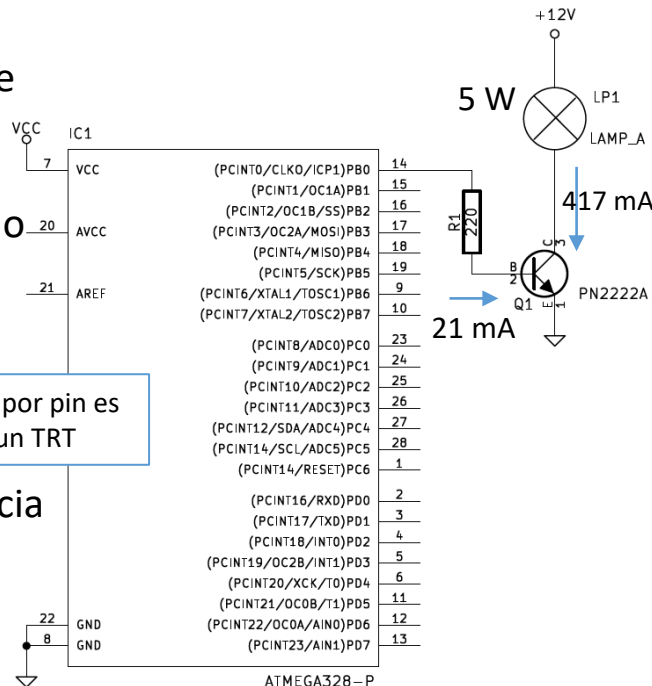 e
o
por pin es
un TRT
cia
+12V
5 W
LP1
LAMP_A
417 mA
VCC
IC1
7 VCC
20 AVCC
21 AREF
22 GND
8 GND
(PCINT0/CLKO/ICP1)PB0 14
(PCINT1/OC1A)PB1 15
(PCINT2/OC1B/SS)PB2 16
(PCINT3/OC2A/MOSI)PB3 17
(PCINT4/MISO)PB4 18
(PCINT5/SCK)PB5 19
(PCINT6/XTAL1/TOSC1)PB6 9
(PCINT7/XTAL2/TOSC2)PB7 10
(PCINT8/ADC0)PC0 23
(PCINT9/ADC1)PC1 24
(PCINT10/ADC2)PC2 25
(PCINT11/ADC3)PC3 26
(PCINT12/SDA/ADC4)PC4 27
(PCINT14/SCL/ADC5)PC5 28
(PCINT14/RESET)PC6 1
(PCINT16/RXD)PD0 2
(PCINT17/TXD)PD1 3
(PCINT18/INT0)PD2 4
(PCINT19/OC2B/INT1)PD3 5
(PCINT20/XCK/T0)PD4 6
(PCINT21/OC0B/T1)PD5 11
(PCINT22/OC0A/AIN0)PD6 12
(PCINT23/AIN1)PD7 13
ATMEGA328-P
R1
220
B
2
C
3
E
1
Q1
PN2222A
21 mA